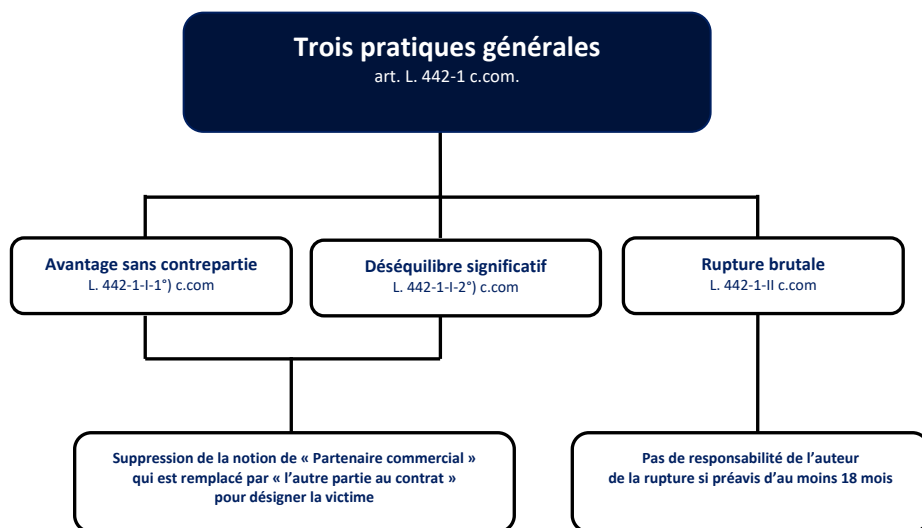 Trois pratiques générales
art. L. 442-1 c.com.
Avantage sans contrepartie
L. 442-1-I-1°) c.com
Déséquilibre significatif
L. 442-1-I-2°) c.com
Rupture brutale
L. 442-1-II c.com
Suppression de la notion de « Partenaire commercial »
qui est remplacé par « l'autre partie au contrat »
pour désigner la victime
Pas de responsabilité de l'auteur
de la rupture si préavis d'au moins 18 mois